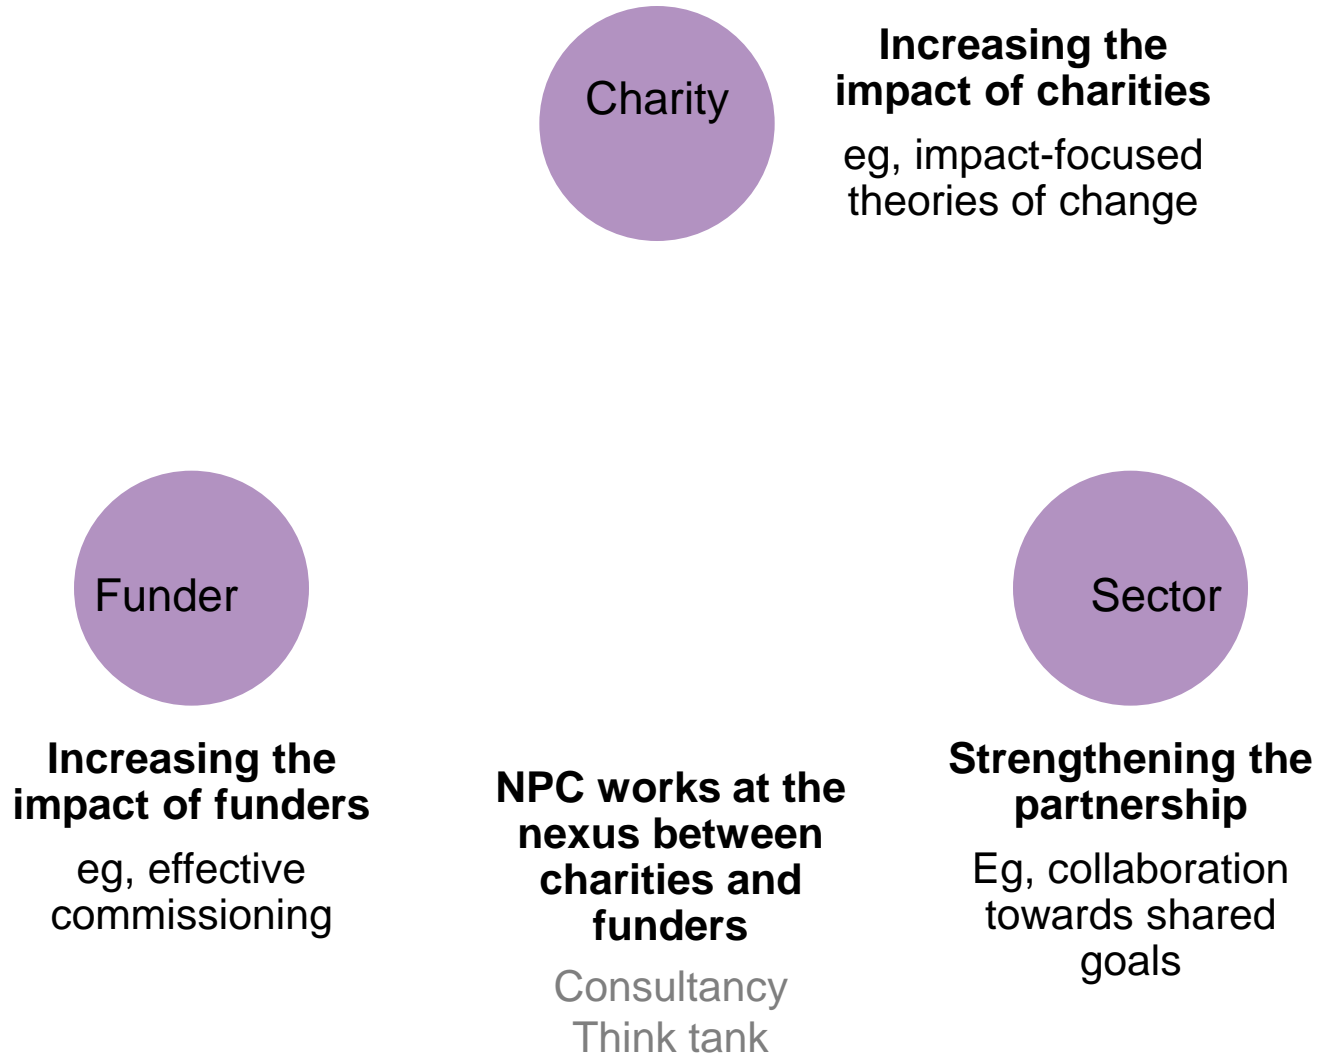 Charity
Increasing the
impact of charities
eg, impact-focused
theories of change
Funder
Increasing the
impact of funders
eg, effective
commissioning
NPC works at the
nexus between
charities and
funders
Consultancy
Think tank
Sector
Strengthening the
partnership
Eg, collaboration
towards shared
goals